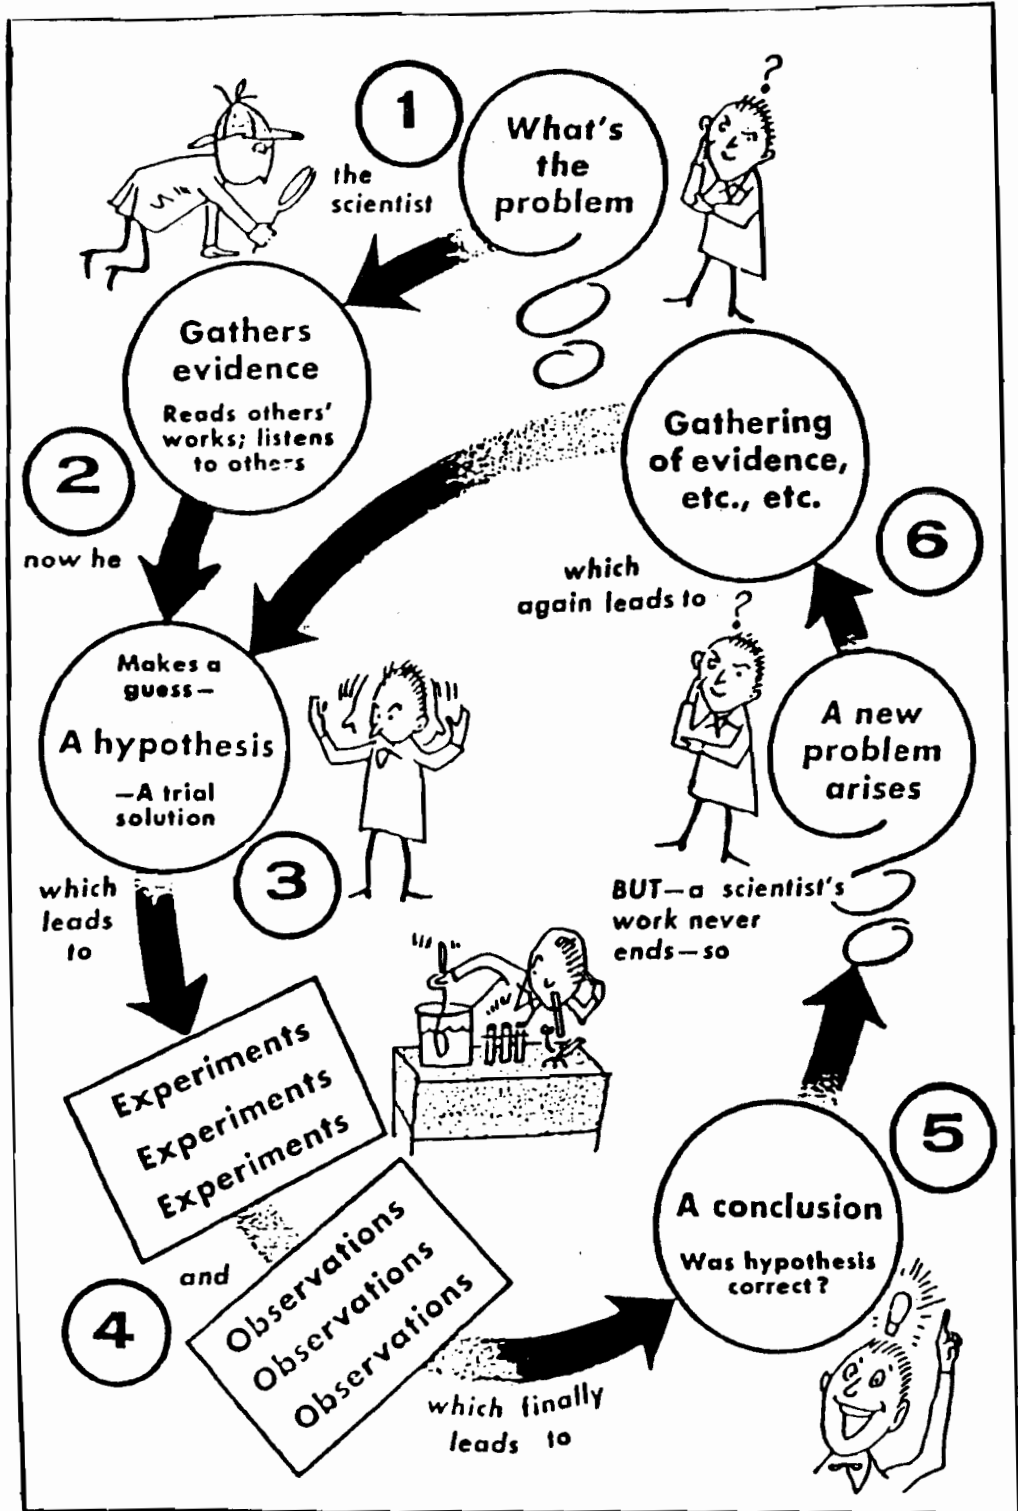 1
What's
the
problem
?
the
scientist
Gathers
evidence
Reads others'
works; listens
to others
2
now he
Makes a
guess—
A hypothesis
—A trial
solution
3
which
leads
to
Experiments
Experiments
Experiments
and
4
Observations
Observations
Observations
which finally
leads to
A conclusion
Was hypothesis
correct?
5
!
BUT—a scientist's
work never
ends—so
A new
problem
arises
?
6
which
again leads to
Gathering
of evidence,
etc., etc.